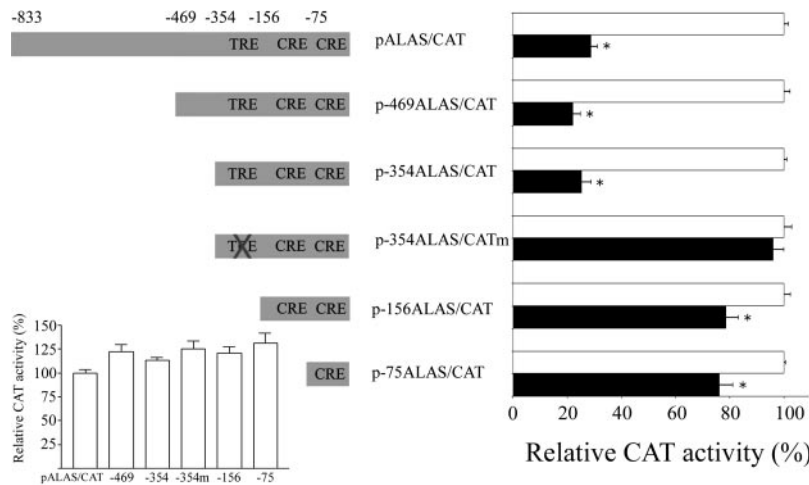 -833 -469 -354 -156 -75
TRE CRE CRE pALAS/CAT *
TRE CRE CRE p-469ALAS/CAT *
TRE CRE CRE p-354ALAS/CAT *
TRE CRE CRE p-354ALAS/CATm
CRE CRE p-156ALAS/CAT *
CRE p-75ALAS/CAT *
0 20 40 60 80 100
Relative CAT activity (%)
Relative CAT activity (%)
150
125
100
75
50
25
pALAS/CAT -469 -354 -354m -156 -75